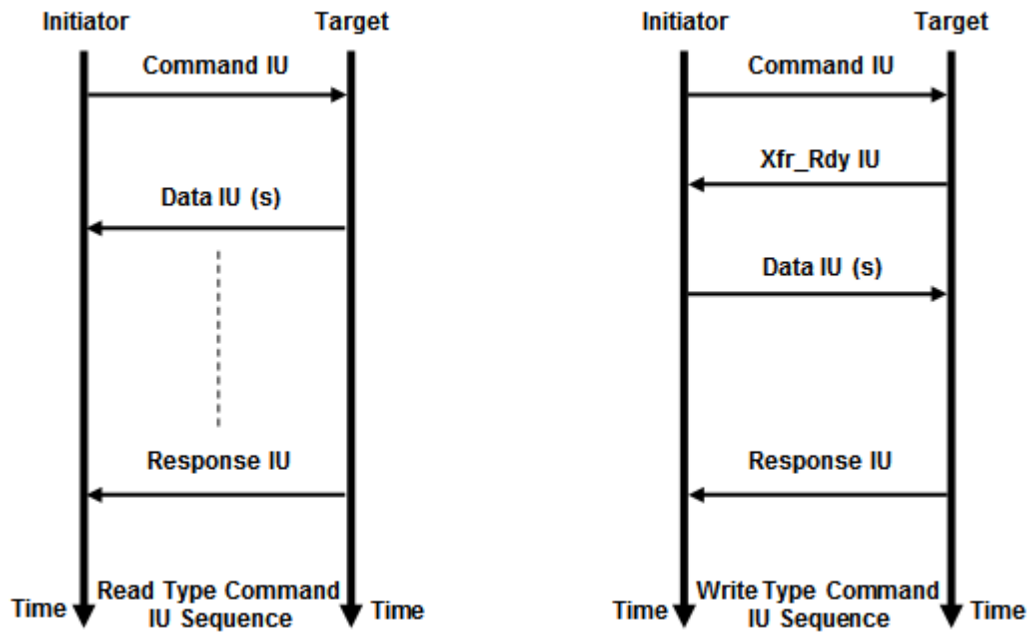 Initiator
Target
Command IU
Data IU (s)
Response IU
Time
Read Type Command
IU Sequence
Time
Initiator
Target
Command IU
Xfr_Rdy IU
Data IU (s)
Response IU
Time
Write Type Command
IU Sequence
Time